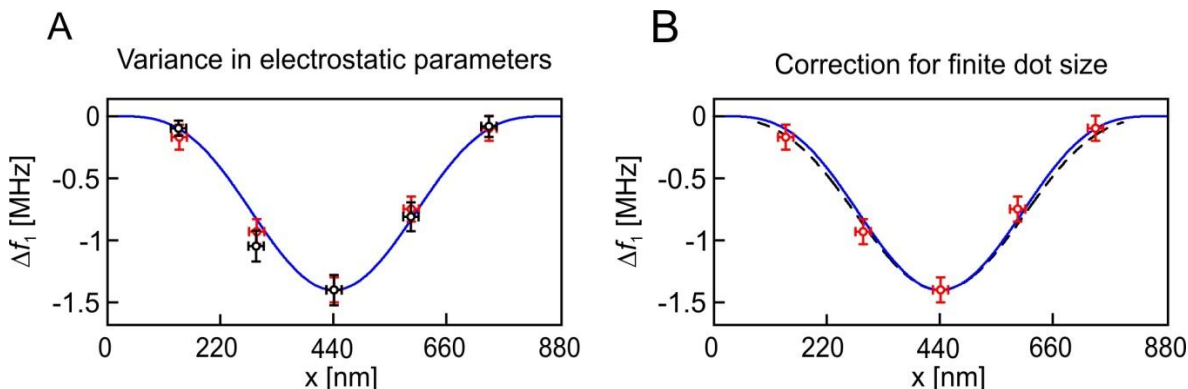 A
Variance in electrostatic parameters
0
-0.5
-1
-1.5
Δf₁ [MHz]
0 220 440 660 880
x [nm]
B
Correction for finite dot size
0
-0.5
-1
-1.5
Δf₁ [MHz]
0 220 440 660 880
x [nm]